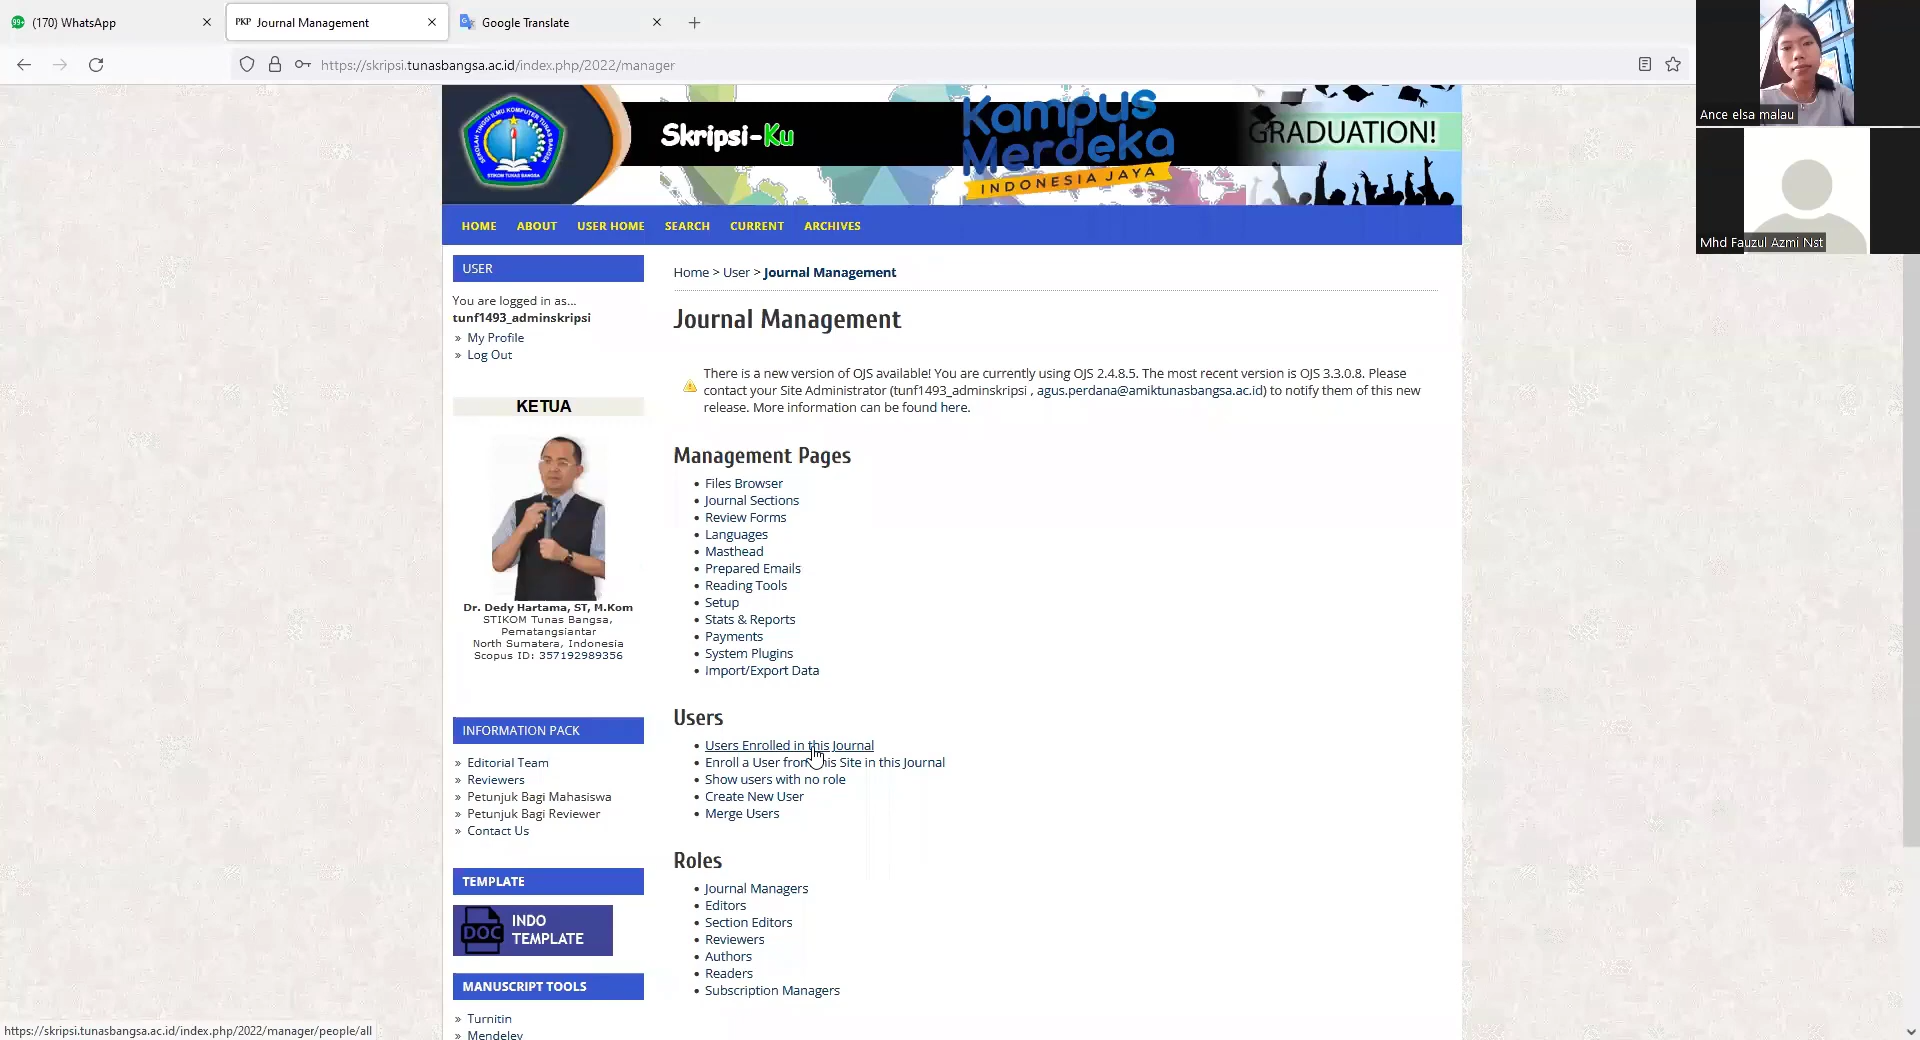 99+ (170) WhatsApp
PKP Journal Management
Google Translate
https://skripsi.tunasbangsa.ac.id/index.php/2022/manager
Ance elsa malau
Mhd Fauzul Azmi Nst
SEKOLAH TINGGI ILMU KOMPUTER TUNAS BANGSA
STIKOM TUNAS BANGSA
Skripsi-Ku
Kampus
Merdeka
INDONESIA JAYA
GRADUATION!
HOME ABOUT USER HOME SEARCH CURRENT ARCHIVES
USER
You are logged in as...
tunf1493_adminskripsi
» My Profile
» Log Out
KETUA
Dr. Dedy Hartama, ST, M.Kom
STIKOM Tunas Bangsa,
Pematangsiantar
North Sumatera, Indonesia
Scopus ID: 357192989356
INFORMATION PACK
» Editorial Team
» Reviewers
» Petunjuk Bagi Mahasiswa
» Petunjuk Bagi Reviewer
» Contact Us
TEMPLATE
DOC
INDO
TEMPLATE
MANUSCRIPT TOOLS
» Turnitin
» Mendeley
Home > User > Journal Management
Journal Management
There is a new version of OJS available! You are currently using OJS 2.4.8.5. The most recent version is OJS 3.3.0.8. Please
contact your Site Administrator (tunf1493_adminskripsi , agus.perdana@amiktunasbangsa.ac.id) to notify them of this new
release. More information can be found here.
Management Pages
• Files Browser
• Journal Sections
• Review Forms
• Languages
• Masthead
• Prepared Emails
• Reading Tools
• Setup
• Stats & Reports
• Payments
• System Plugins
• Import/Export Data
Users
• Users Enrolled in this Journal
• Enroll a User from this Site in this Journal
• Show users with no role
• Create New User
• Merge Users
Roles
• Journal Managers
• Editors
• Section Editors
• Reviewers
• Authors
• Readers
• Subscription Managers
https://skripsi.tunasbangsa.ac.id/index.php/2022/manager/people/all